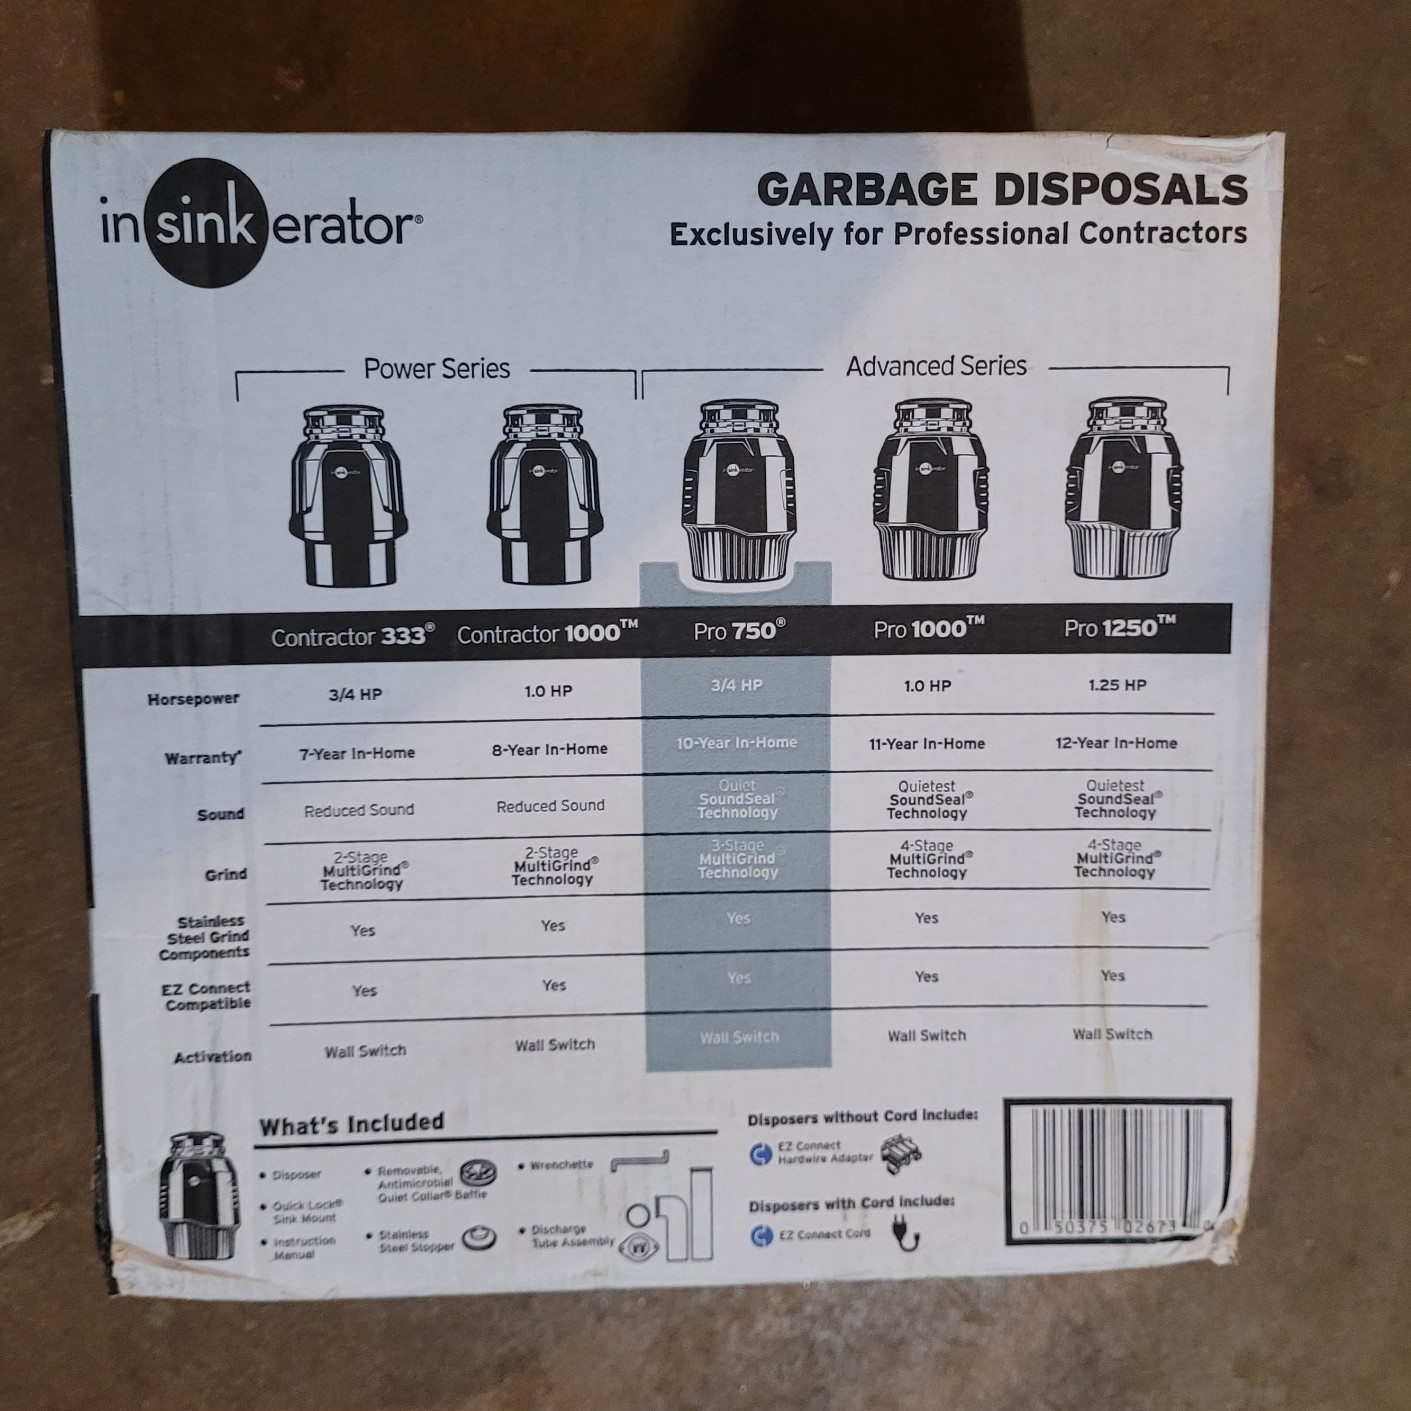 insinkerator®
GARBAGE DISPOSALS
Exclusively for Professional Contractors
Power Series
Advanced Series
Contractor 333® Contractor 1000™ Pro 750® Pro 1000™ Pro 1250™
Horsepower 3/4 HP 1.0 HP 3/4 HP 1.0 HP 1.25 HP
Warranty* 7-Year In-Home 8-Year In-Home 10-Year In-Home 11-Year In-Home 12-Year In-Home
Sound Reduced Sound Reduced Sound Quiet SoundSeal® Technology Quietest SoundSeal® Technology Quietest SoundSeal® Technology
Grind 2-Stage MultiGrind® Technology 2-Stage MultiGrind® Technology 3-Stage MultiGrind® Technology 4-Stage MultiGrind® Technology 4-Stage MultiGrind® Technology
Stainless Steel Grind Components Yes Yes Yes Yes Yes
EZ Connect Compatible Yes Yes Yes Yes Yes
Activation Wall Switch Wall Switch Wall Switch Wall Switch Wall Switch
What's Included
• Disposer
• Quick Lock®
Sink Mount
• Instruction
Manual
• Removable,
Antimicrobial
Quiet Collar® Baffle
• Stainless
Steel Stopper
• Wrenchette
• Discharge
Tube Assembly
Disposers without Cord Include:
EZ Connect
Hardwire Adapter
Disposers with Cord Include:
EZ Connect Cord
0 50375 02673